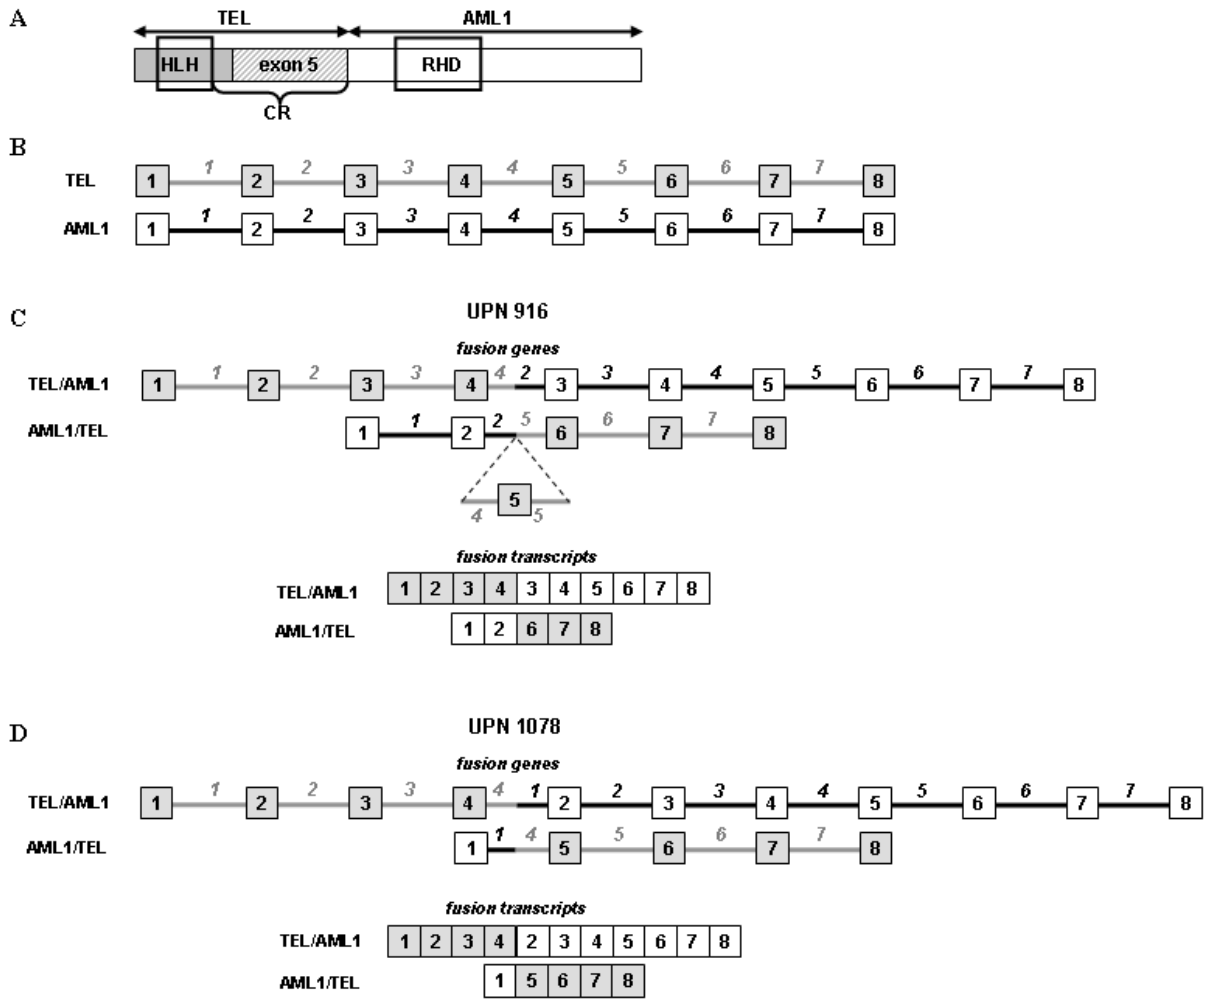 A
TEL AML1
HLH exon 5 RHD
CR
B
1 2 3 4 5 6 7
TEL 1 2 3 4 5 6 7 8
1 2 3 4 5 6 7
AML1 1 2 3 4 5 6 7 8
C
UPN 916
fusion genes
1 2 3 4 2 3 4 5 6 7
TEL/AML1 1 2 3 4 3 4 5 6 7 8
1 2 5 6 7
AML1/TEL 1 2 6 7 8
5
4 5
fusion transcripts
TEL/AML1 1 2 3 4 3 4 5 6 7 8
AML1/TEL 1 2 6 7 8
D
UPN 1078
fusion genes
1 2 3 4 1 2 3 4 5 6 7
TEL/AML1 1 2 3 4 2 3 4 5 6 7 8
1 4 5 6 7
AML1/TEL 1 5 6 7 8
fusion transcripts
TEL/AML1 1 2 3 4 2 3 4 5 6 7 8
AML1/TEL 1 5 6 7 8